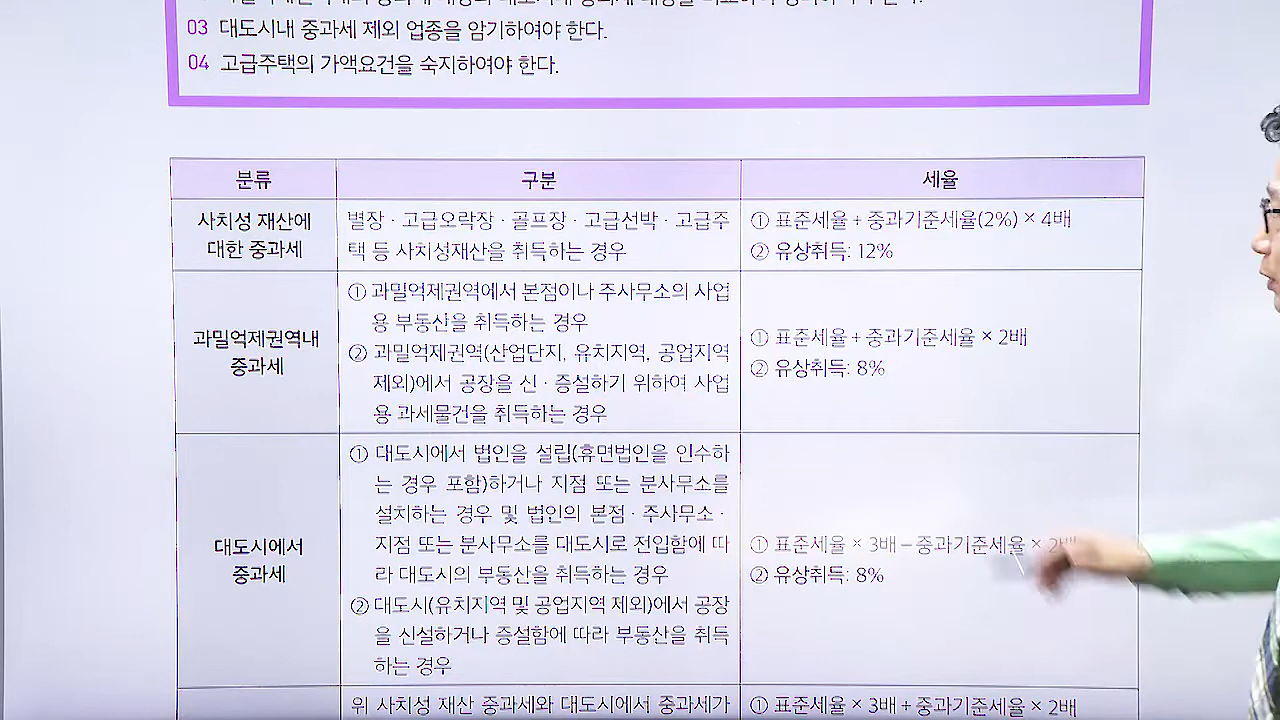 03 대도시내 중과세 제외 업종을 암기하여야 한다.
04 고급주택의 가액요건을 숙지하여야 한다.
분류
구분
세율
사치성 재산에
대한 중과세
별장 · 고급오락장 · 골프장 · 고급선박 · 고급주
택 등 사치성재산을 취득하는 경우
① 표준세율 + 중과기준세율(2%) × 4배
② 유상취득: 12%
과밀억제권역내
중과세
① 과밀억제권역에서 본점이나 주사무소의 사업
용 부동산을 취득하는 경우
② 과밀억제권역(산업단지, 유치지역, 공업지역
제외)에서 공장을 신 · 증설하기 위하여 사업
용 과세물건을 취득하는 경우
① 표준세율 + 중과기준세율 × 2배
② 유상취득: 8%
대도시에서
중과세
① 대도시에서 법인을 설립(휴면법인을 인수하
는 경우 포함)하거나 지점 또는 분사무소를
설치하는 경우 및 법인의 본점 · 주사무소 ·
지점 또는 분사무소를 대도시로 전입함에 따
라 대도시의 부동산을 취득하는 경우
② 대도시(유치지역 및 공업지역 제외)에서 공장
을 신설하거나 증설함에 따라 부동산을 취득
하는 경우
① 표준세율 × 3배 – 중과기준세율 × 2배
② 유상취득: 8%
위 사치성 재산 중과세와 대도시에서 중과세가
① 표준세율 × 3배 + 중과기준세율 × 2배